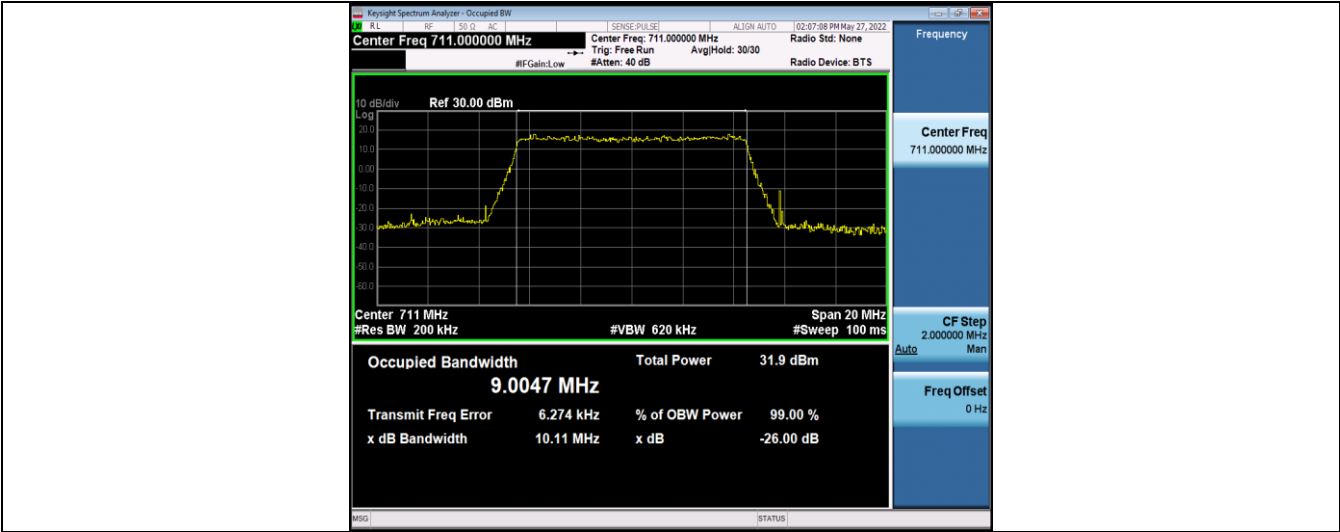 Keysight Spectrum Analyzer - Occupied BW
RL RF 50 Ω AC SENSE:PULSE ALIGN AUTO 02:07:08 PM May 27, 2022
Center Freq 711.000000 MHz
Center Freq: 711.000000 MHz Radio Std: None
Trig: Free Run Avg|Hold: 30/30
#IFGain:Low #Atten: 40 dB Radio Device: BTS
Frequency
10 dB/div Ref 30.00 dBm
Log
20.0
10.0
0.00
-10.0
-20.0
-30.0
-40.0
-50.0
-60.0
Center 711 MHz Span 20 MHz
#Res BW 200 kHz #VBW 620 kHz #Sweep 100 ms
Occupied Bandwidth Total Power 31.9 dBm
9.0047 MHz
Transmit Freq Error 6.274 kHz % of OBW Power 99.00 %
x dB Bandwidth 10.11 MHz x dB -26.00 dB
Center Freq
711.000000 MHz
CF Step
2.000000 MHz
Auto Man
Freq Offset
0 Hz
MSG STATUS